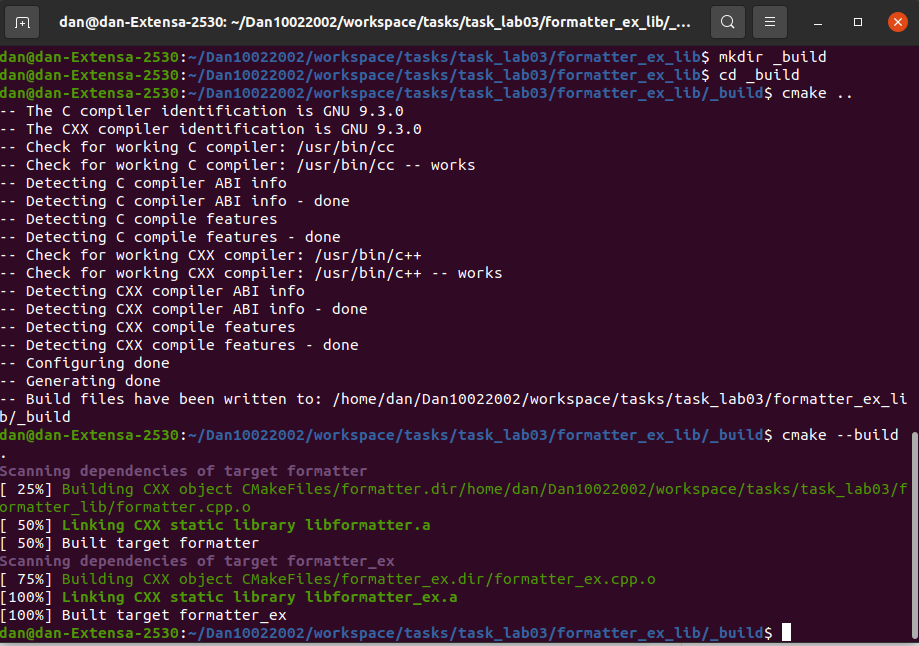 dan@dan-Extensa-2530: ~/Dan10022002/workspace/tasks/task_lab03/formatter_ex_lib/_...
dan@dan-Extensa-2530:~/Dan10022002/workspace/tasks/task_lab03/formatter_ex_lib$ mkdir _build
dan@dan-Extensa-2530:~/Dan10022002/workspace/tasks/task_lab03/formatter_ex_lib$ cd _build
dan@dan-Extensa-2530:~/Dan10022002/workspace/tasks/task_lab03/formatter_ex_lib/_build$ cmake ..
-- The C compiler identification is GNU 9.3.0
-- The CXX compiler identification is GNU 9.3.0
-- Check for working C compiler: /usr/bin/cc
-- Check for working C compiler: /usr/bin/cc -- works
-- Detecting C compiler ABI info
-- Detecting C compiler ABI info - done
-- Detecting C compile features
-- Detecting C compile features - done
-- Check for working CXX compiler: /usr/bin/c++
-- Check for working CXX compiler: /usr/bin/c++ -- works
-- Detecting CXX compiler ABI info
-- Detecting CXX compiler ABI info - done
-- Detecting CXX compile features
-- Detecting CXX compile features - done
-- Configuring done
-- Generating done
-- Build files have been written to: /home/dan/Dan10022002/workspace/tasks/task_lab03/formatter_ex_li
b/_build
dan@dan-Extensa-2530:~/Dan10022002/workspace/tasks/task_lab03/formatter_ex_lib/_build$ cmake --build
.
Scanning dependencies of target formatter
[ 25%] Building CXX object CMakeFiles/formatter.dir/home/dan/Dan10022002/workspace/tasks/task_lab03/f
ormatter_lib/formatter.cpp.o
[ 50%] Linking CXX static library libformatter.a
[ 50%] Built target formatter
Scanning dependencies of target formatter_ex
[ 75%] Building CXX object CMakeFiles/formatter_ex.dir/formatter_ex.cpp.o
[100%] Linking CXX static library libformatter_ex.a
[100%] Built target formatter_ex
dan@dan-Extensa-2530:~/Dan10022002/workspace/tasks/task_lab03/formatter_ex_lib/_build$